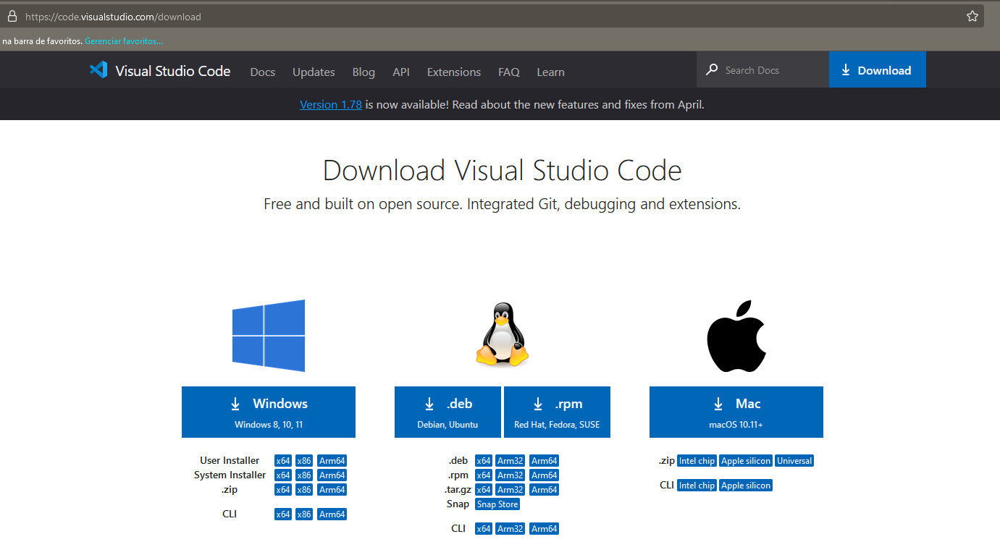 https://code.visualstudio.com/download
na barra de favoritos. Gerenciar favoritos...
Visual Studio Code Docs Updates Blog API Extensions FAQ Learn Search Docs Download
Version 1.78 is now available! Read about the new features and fixes from April.
Download Visual Studio Code
Free and built on open source. Integrated Git, debugging and extensions.
Windows
Windows 8, 10, 11
User Installer x64 x86 Arm64
System Installer x64 x86 Arm64
.zip x64 x86 Arm64
CLI x64 x86 Arm64
.deb
Debian, Ubuntu
.rpm
Red Hat, Fedora, SUSE
.deb x64 Arm32 Arm64
.rpm x64 Arm32 Arm64
.tar.gz x64 Arm32 Arm64
Snap Snap Store
CLI x64 Arm32 Arm64
Mac
macOS 10.11+
.zip Intel chip Apple silicon Universal
CLI Intel chip Apple silicon